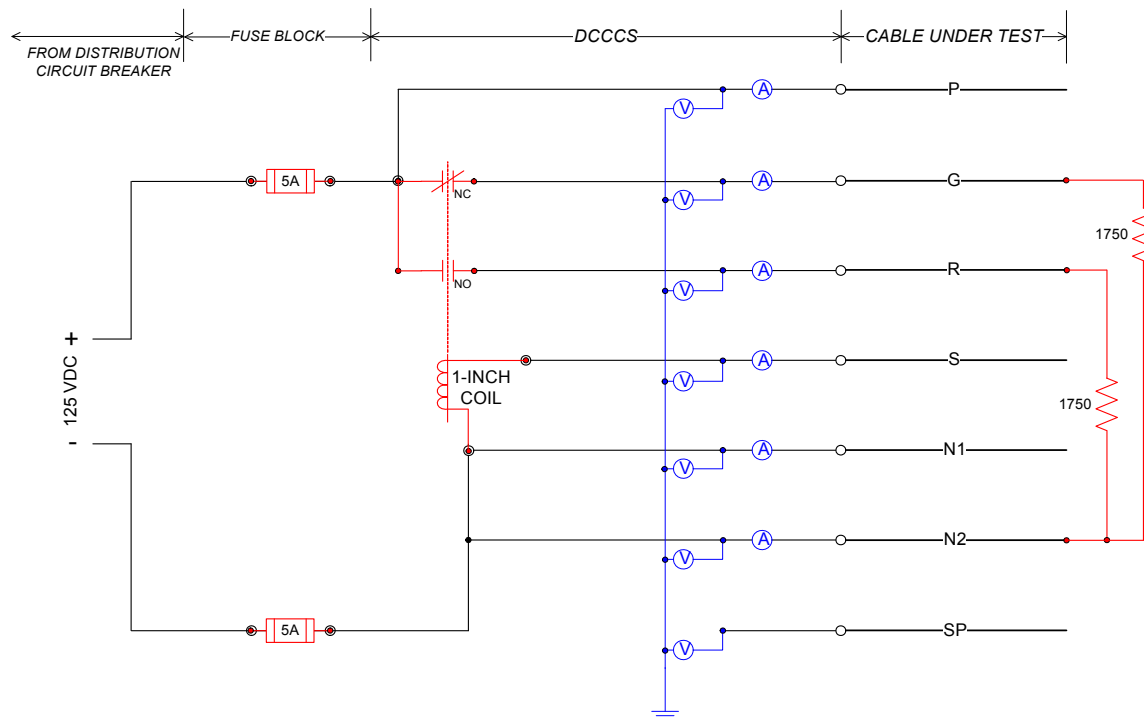 FROM DISTRIBUTION
CIRCUIT BREAKER
FUSE BLOCK
DCCCS
CABLE UNDER TEST
A
P
V
5A
NC
A
G
V
1750
NO
A
R
V
+
125 VDC
-
1-INCH
COIL
A
S
V
1750
A
N1
V
A
N2
V
5A
SP
V